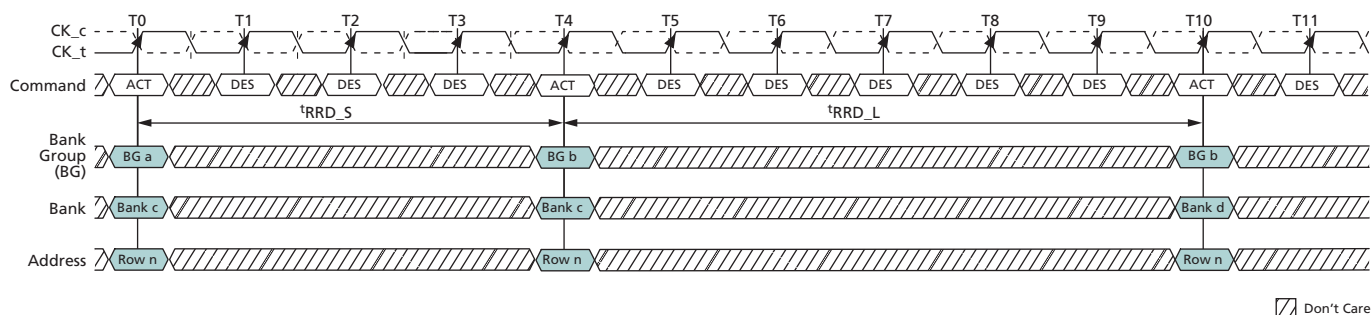 T0 T1 T2 T3 T4 T5 T6 T7 T8 T9 T10 T11
CK_c
CK_t
Command ACT DES DES DES ACT DES DES DES DES DES ACT DES
tRRD_S tRRD_L
Bank
Group
(BG)
BG a BG b BG b
Bank Bank c Bank c Bank d
Address Row n Row n Row n
Don't Care